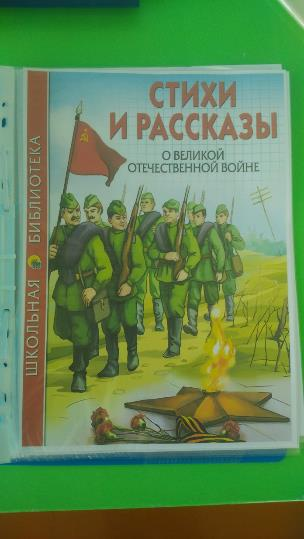 СТИХИ
И РАССКАЗЫ
О ВЕЛИКОЙ
ОТЕЧЕСТВЕННОЙ ВОЙНЕ
ШКОЛЬНАЯ БИБЛИОТЕКА